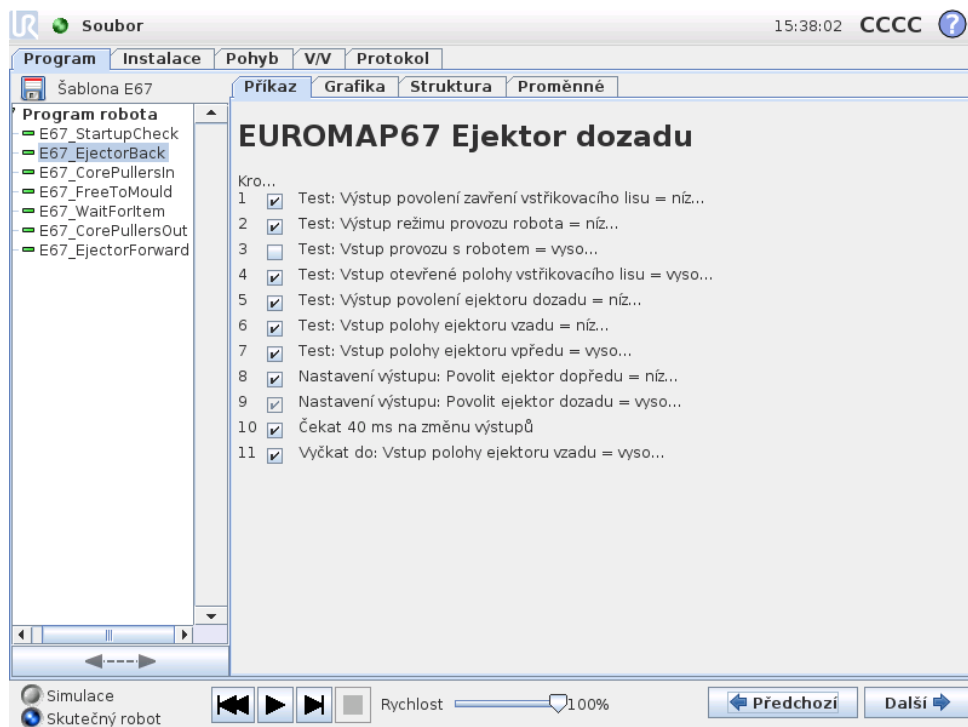 UR Soubor 15:38:02 CCCC ?
Program Instalace Pohyb V/V Protokol
Šablona E67
Příkaz Grafika Struktura Proměnné
Program robota
E67_StartupCheck
E67_EjectorBack
E67_CorePullersIn
E67_FreeToMould
E67_WaitForItem
E67_CorePullersOut
E67_EjectorForward
EUROMAP67 Ejektor dozadu
Kro...
1 Test: Výstup povolení zavření vstřikovacího lisu = níz...
2 Test: Výstup režimu provozu robota = níz...
3 Test: Vstup provozu s robotem = vyso...
4 Test: Vstup otevřené polohy vstřikovacího lisu = vyso...
5 Test: Výstup povolení ejektoru dozadu = níz...
6 Test: Vstup polohy ejektoru vzadu = níz...
7 Test: Vstup polohy ejektoru vpředu = vyso...
8 Nastavení výstupu: Povolit ejektor dopředu = níz...
9 Nastavení výstupu: Povolit ejektor dozadu = vyso...
10 Čekat 40 ms na změnu výstupů
11 Vyčkat do: Vstup polohy ejektoru vzadu = vyso...
Simulace
Skutečný robot
Rychlost 100%
Předchozí Další